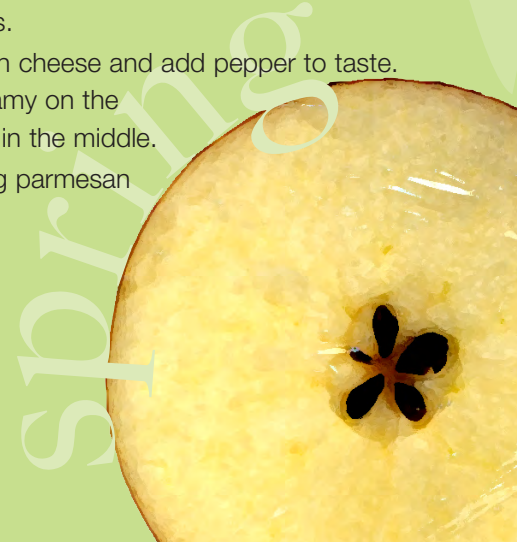 s.
n cheese and add pepper to taste.
amy on the
in the middle.
g parmesan
spring